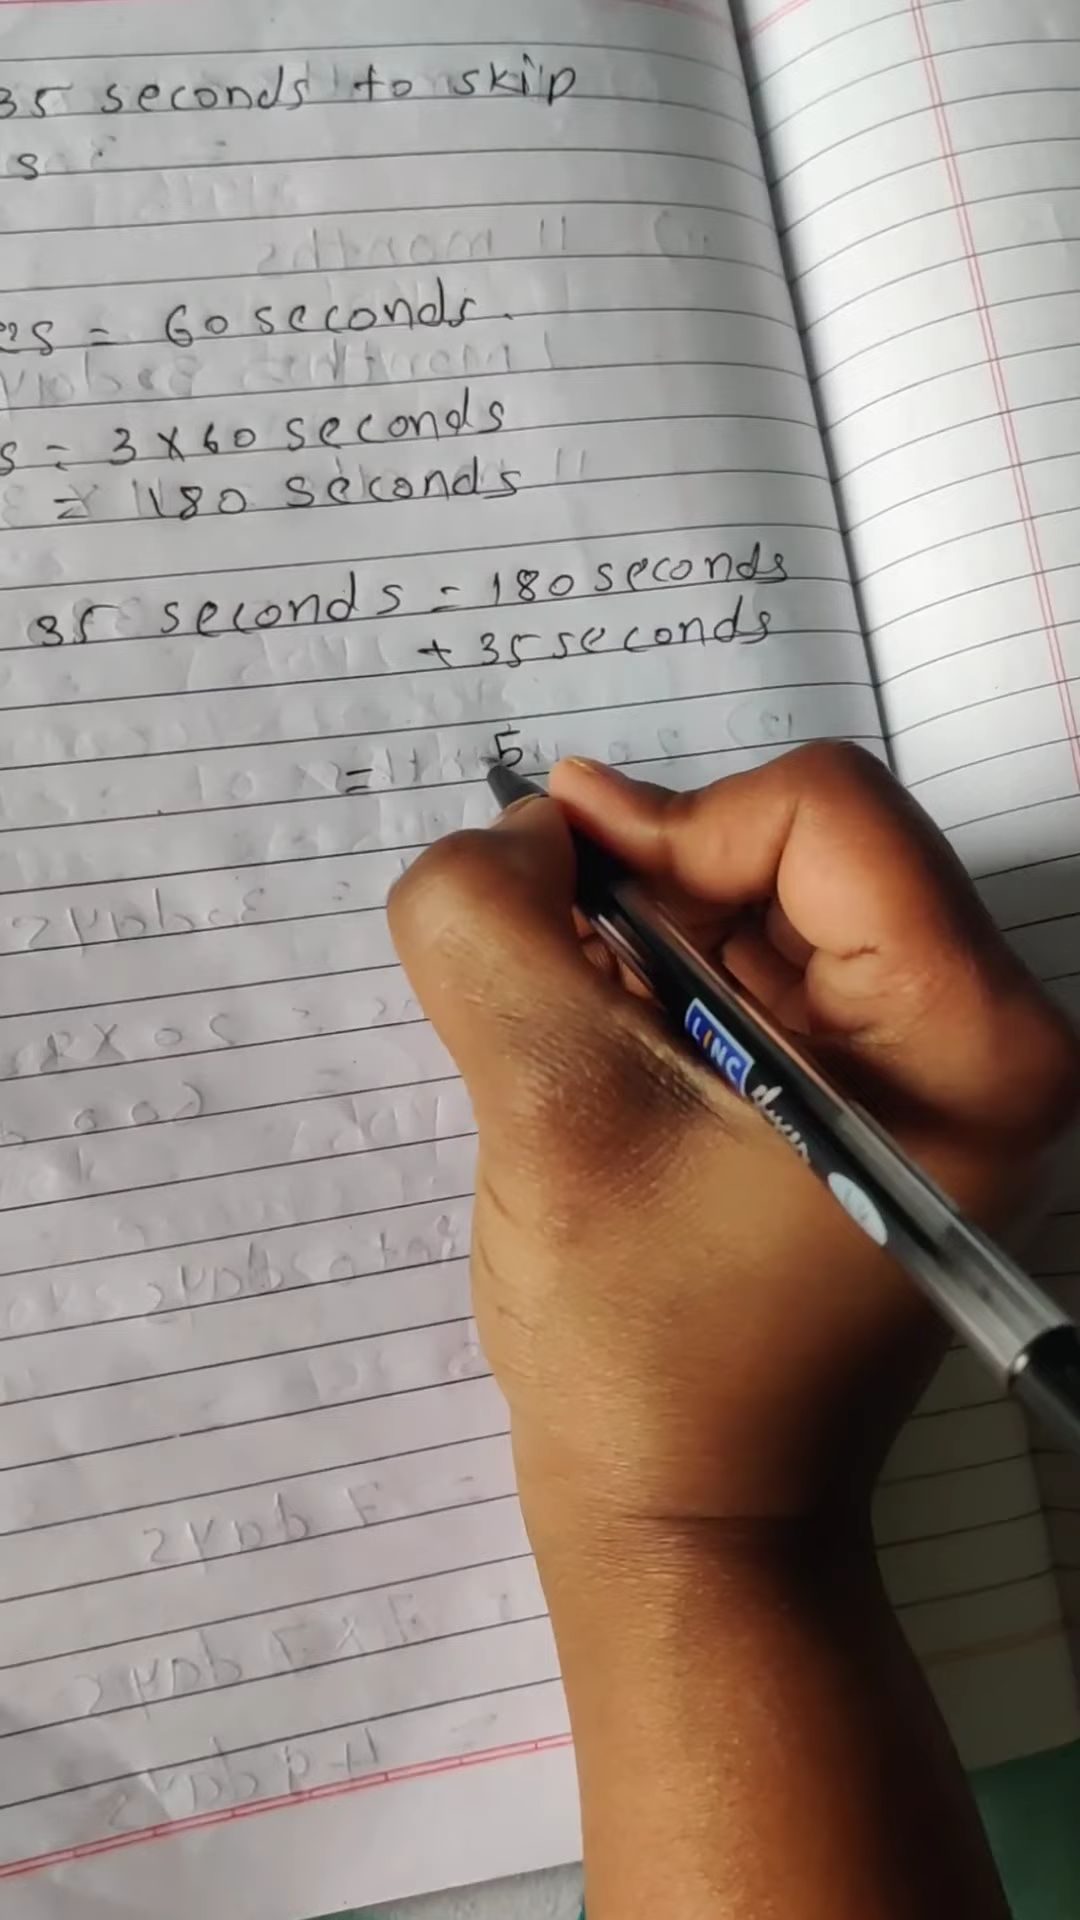 35 seconds to skip
s
es = 60 seconds.
s = 3 x 60 seconds
= 180 seconds
35 seconds = 180 seconds
+ 35 seconds
= 5
LINC